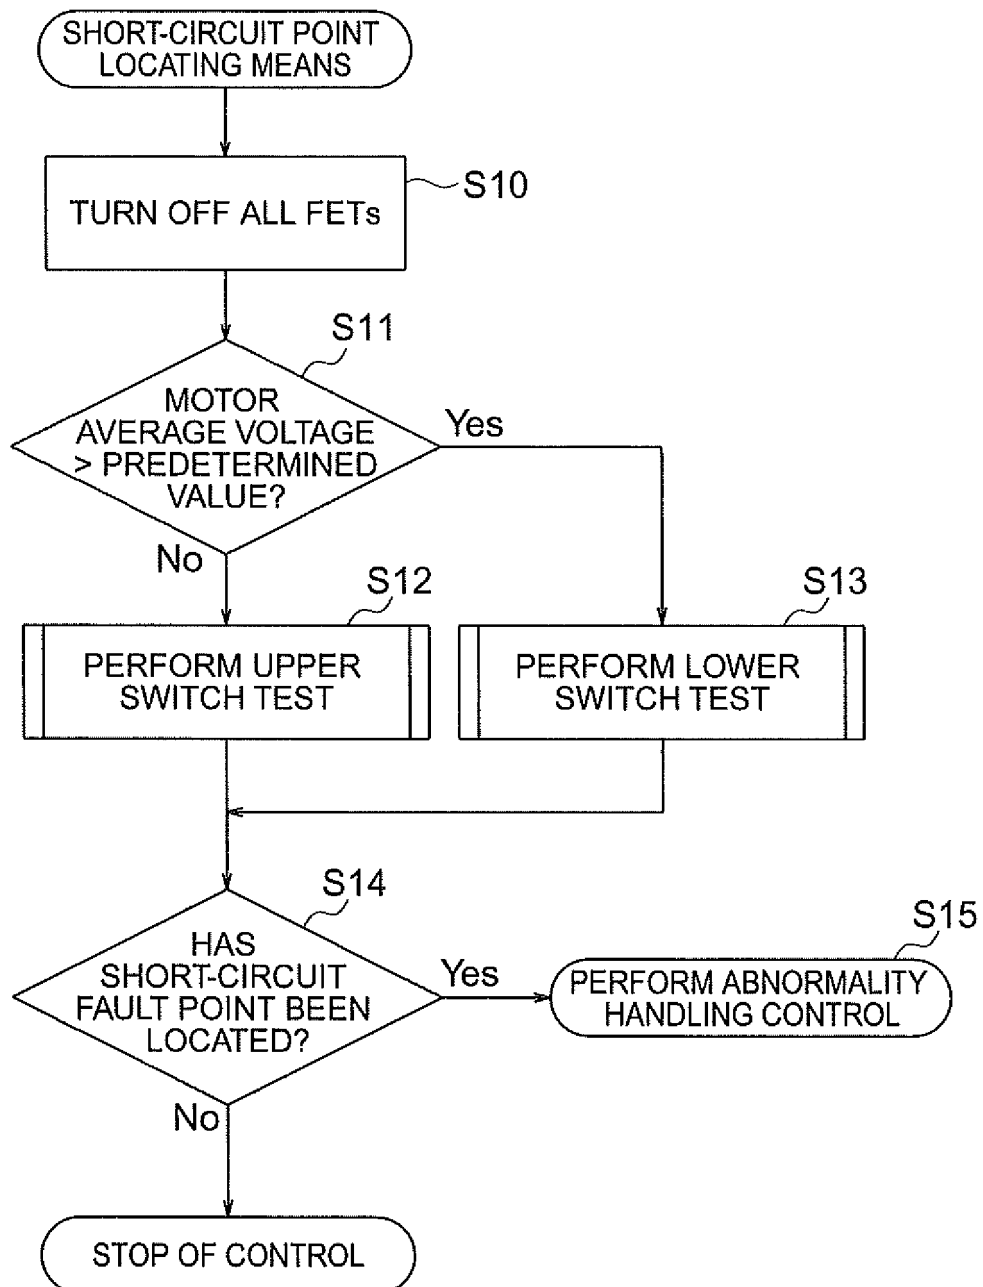 SHORT-CIRCUIT POINT
LOCATING MEANS
TURN OFF ALL FETs
S10
S11
MOTOR
AVERAGE VOLTAGE
> PREDETERMINED
VALUE?
Yes
No
S12
PERFORM UPPER
SWITCH TEST
S13
PERFORM LOWER
SWITCH TEST
S14
HAS
SHORT-CIRCUIT
FAULT POINT BEEN
LOCATED?
Yes
S15
PERFORM ABNORMALITY
HANDLING CONTROL
No
STOP OF CONTROL